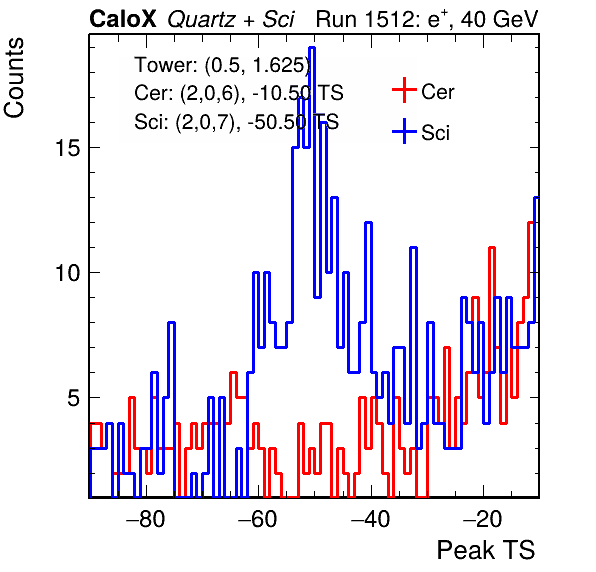 CaloX Quartz + Sci Run 1512: e+, 40 GeV
Counts
Tower: (0.5, 1.625)
Cer: (2,0,6), -10.50 TS
Sci: (2,0,7), -50.50 TS
Cer
Sci
15
10
5
−80 −60 −40 −20
Peak TS